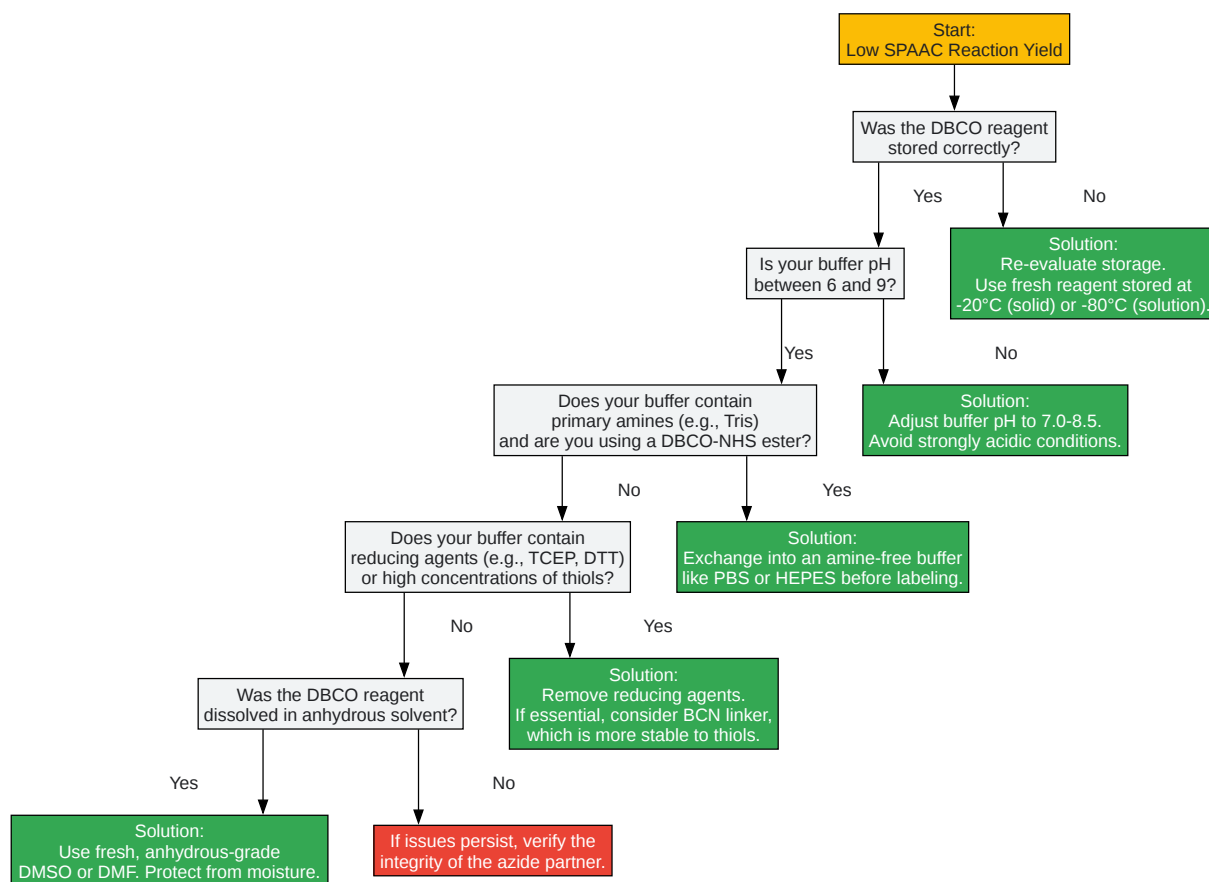 Start:
Low SPAAC Reaction Yield
Was the DBCO reagent
stored correctly?
Yes
No
Is your buffer pH
between 6 and 9?
Solution:
Re-evaluate storage.
Use fresh reagent stored at
-20°C (solid) or -80°C (solution).
Yes
No
Does your buffer contain
primary amines (e.g., Tris)
and are you using a DBCO-NHS ester?
Solution:
Adjust buffer pH to 7.0-8.5.
Avoid strongly acidic conditions.
No
Yes
Does your buffer contain
reducing agents (e.g., TCEP, DTT)
or high concentrations of thiols?
Solution:
Exchange into an amine-free buffer
like PBS or HEPES before labeling.
No
Yes
Was the DBCO reagent
dissolved in anhydrous solvent?
Solution:
Remove reducing agents.
If essential, consider BCN linker,
which is more stable to thiols.
Yes
No
Solution:
Use fresh, anhydrous-grade
DMSO or DMF. Protect from moisture.
If issues persist, verify the
integrity of the azide partner.